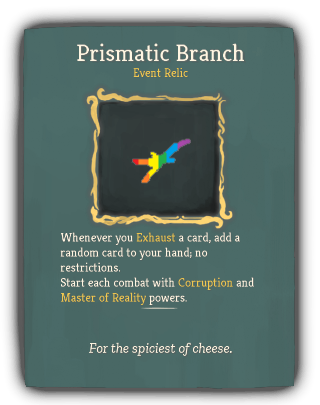 Prismatic Branch
Event Relic
Whenever you Exhaust a card, add a
random card to your hand; no
restrictions.
Start each combat with Corruption and
Master of Reality powers.
For the spiciest of cheese.